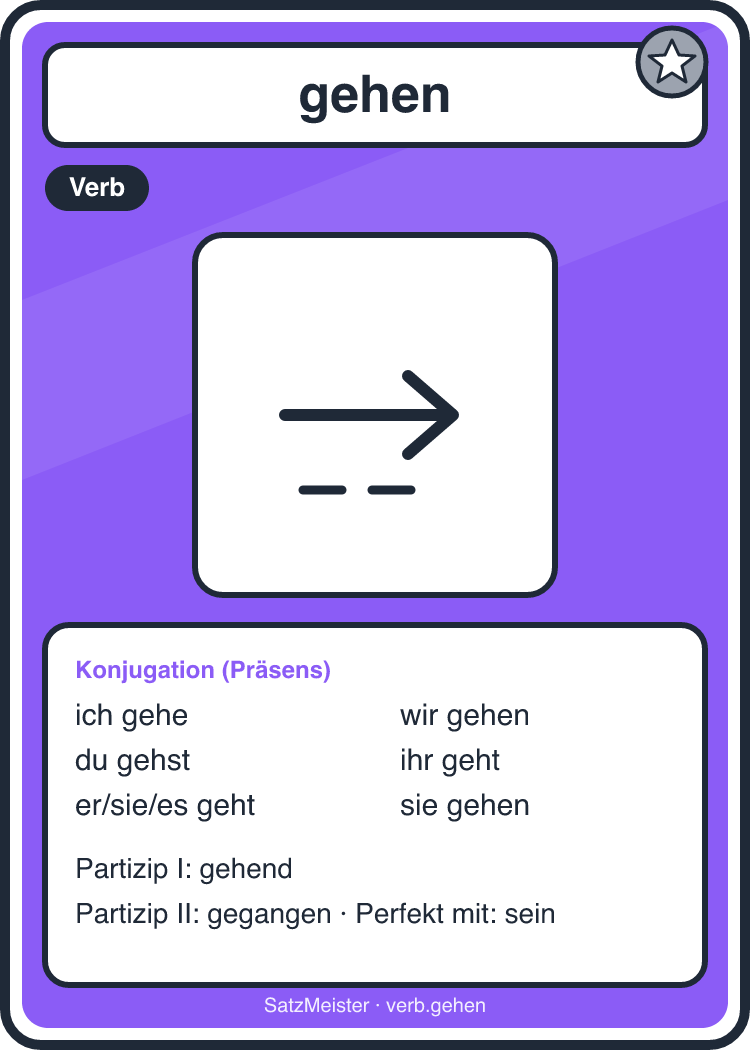 gehen
Verb
Konjugation (Präsens)
ich gehe
wir gehen
du gehst
ihr geht
er/sie/es geht
sie gehen
Partizip I: gehend
Partizip II: gegangen · Perfekt mit: sein
SatzMeister · verb.gehen